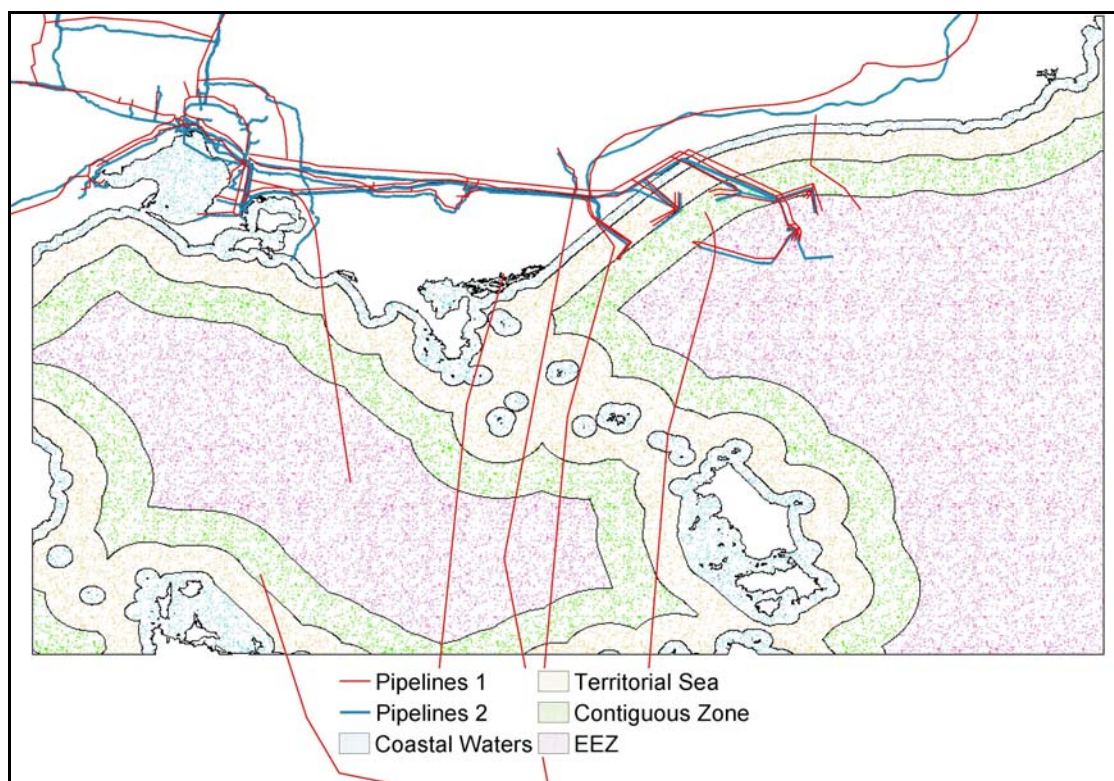 Pipelines 1
Pipelines 2
Coastal Waters
Territorial Sea
Contiguous Zone
EEZ